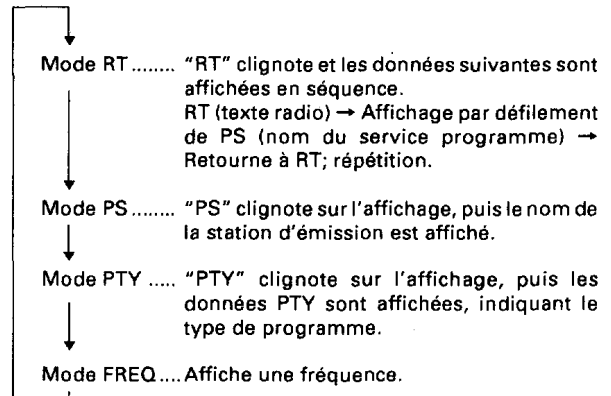 Mode RT ........ "RT" clignote et les données suivantes sont
affichées en séquence.
RT (texte radio) → Affichage par défilement
de PS (nom du service programme) →
Retourne à RT; répétition.
Mode PS ........ "PS" clignote sur l'affichage, puis le nom de
la station d'émission est affiché.
Mode PTY ..... "PTY" clignote sur l'affichage, puis les
données PTY sont affichées, indiquant le
type de programme.
Mode FREQ .... Affiche une fréquence.